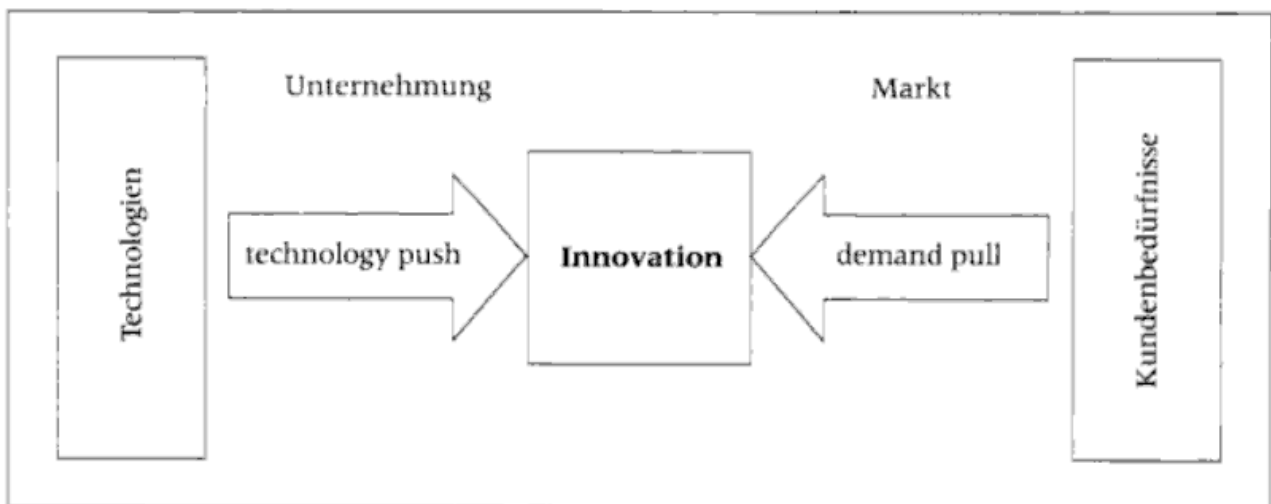 Unternehmung
Markt
Technologien
technology push
Innovation
demand pull
Kundenbedürfnisse